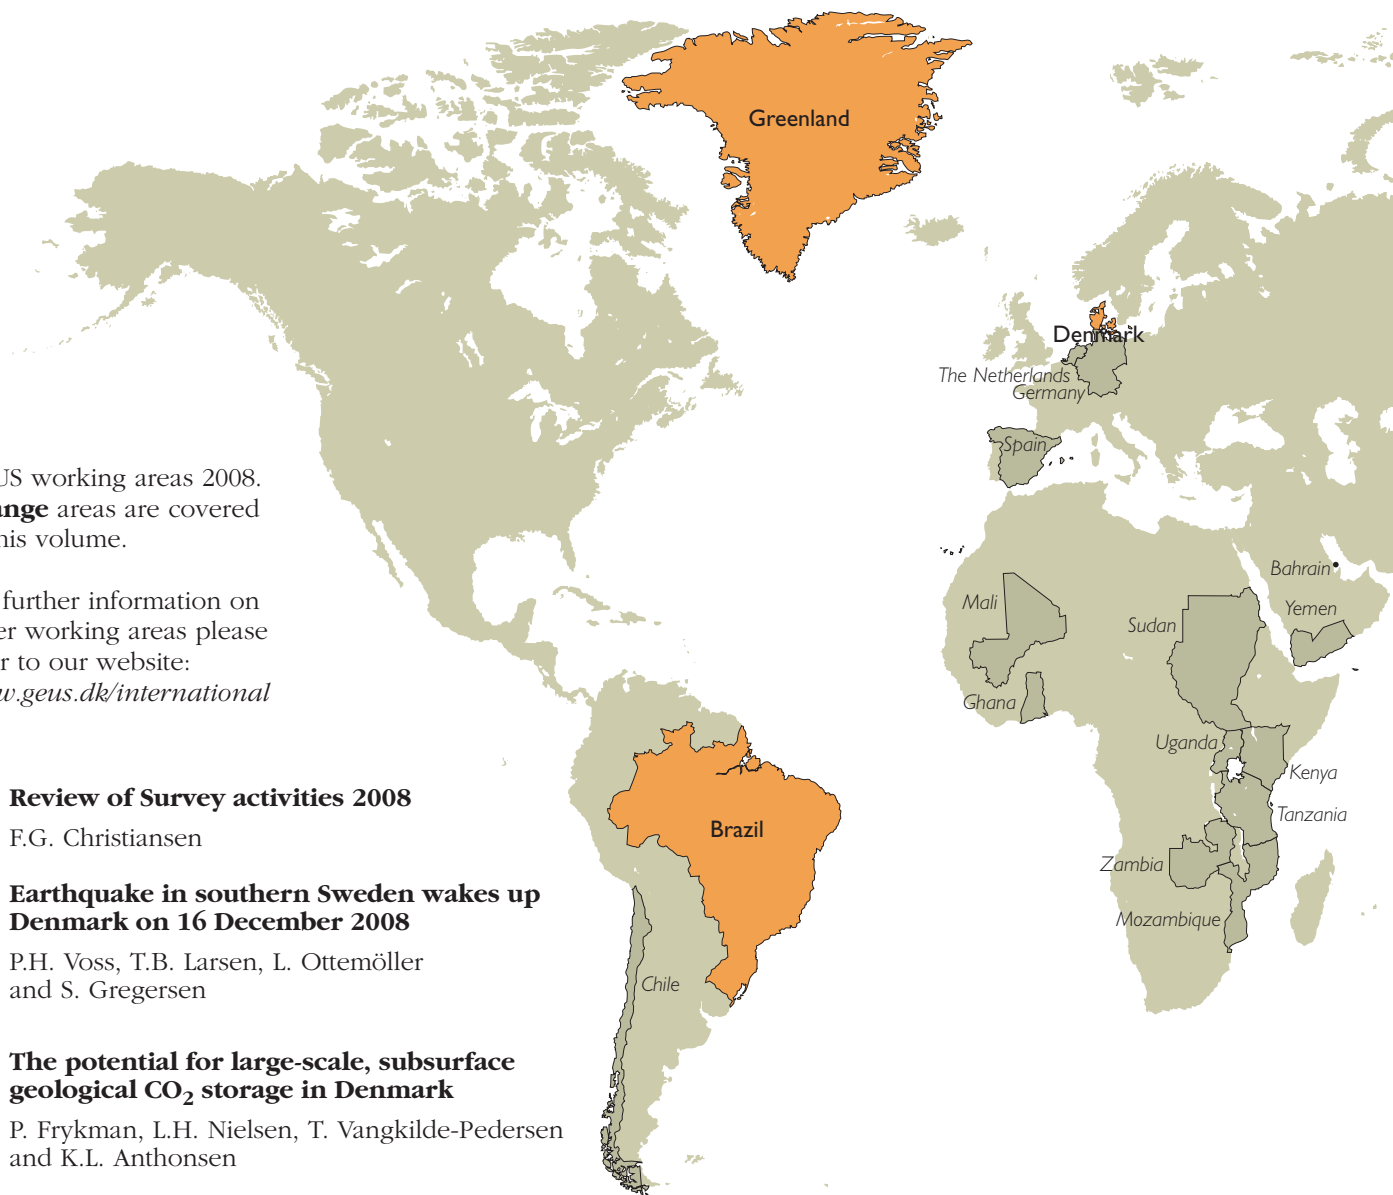 Greenland
Denmark
The Netherlands
Germany
Spain
US working areas 2008.
ange areas are covered
his volume.
further information on
er working areas please
r to our website:
w.geus.dk/international
Bahrain
Mali
Yemen
Sudan
Ghana
Uganda
Kenya
Tanzania
Brazil
Zambia
Mozambique
Chile
Review of Survey activities 2008
F.G. Christiansen
Earthquake in southern Sweden wakes up
Denmark on 16 December 2008
P.H. Voss, T.B. Larsen, L. Ottemöller
and S. Gregersen
The potential for large-scale, subsurface
geological CO2 storage in Denmark
P. Frykman, L.H. Nielsen, T. Vangkilde-Pedersen
and K.L. Anthonsen